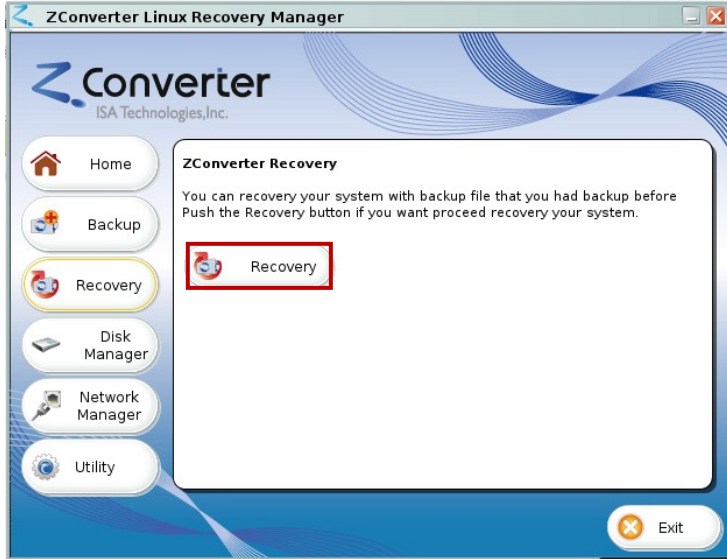 ZConverter Linux Recovery Manager
ZConverter
ISA Technologies,Inc.
Home
Backup
Recovery
Disk
Manager
Network
Manager
Utility
ZConverter Recovery
You can recovery your system with backup file that you had backup before
Push the Recovery button if you want proceed recovery your system.
Recovery
Exit